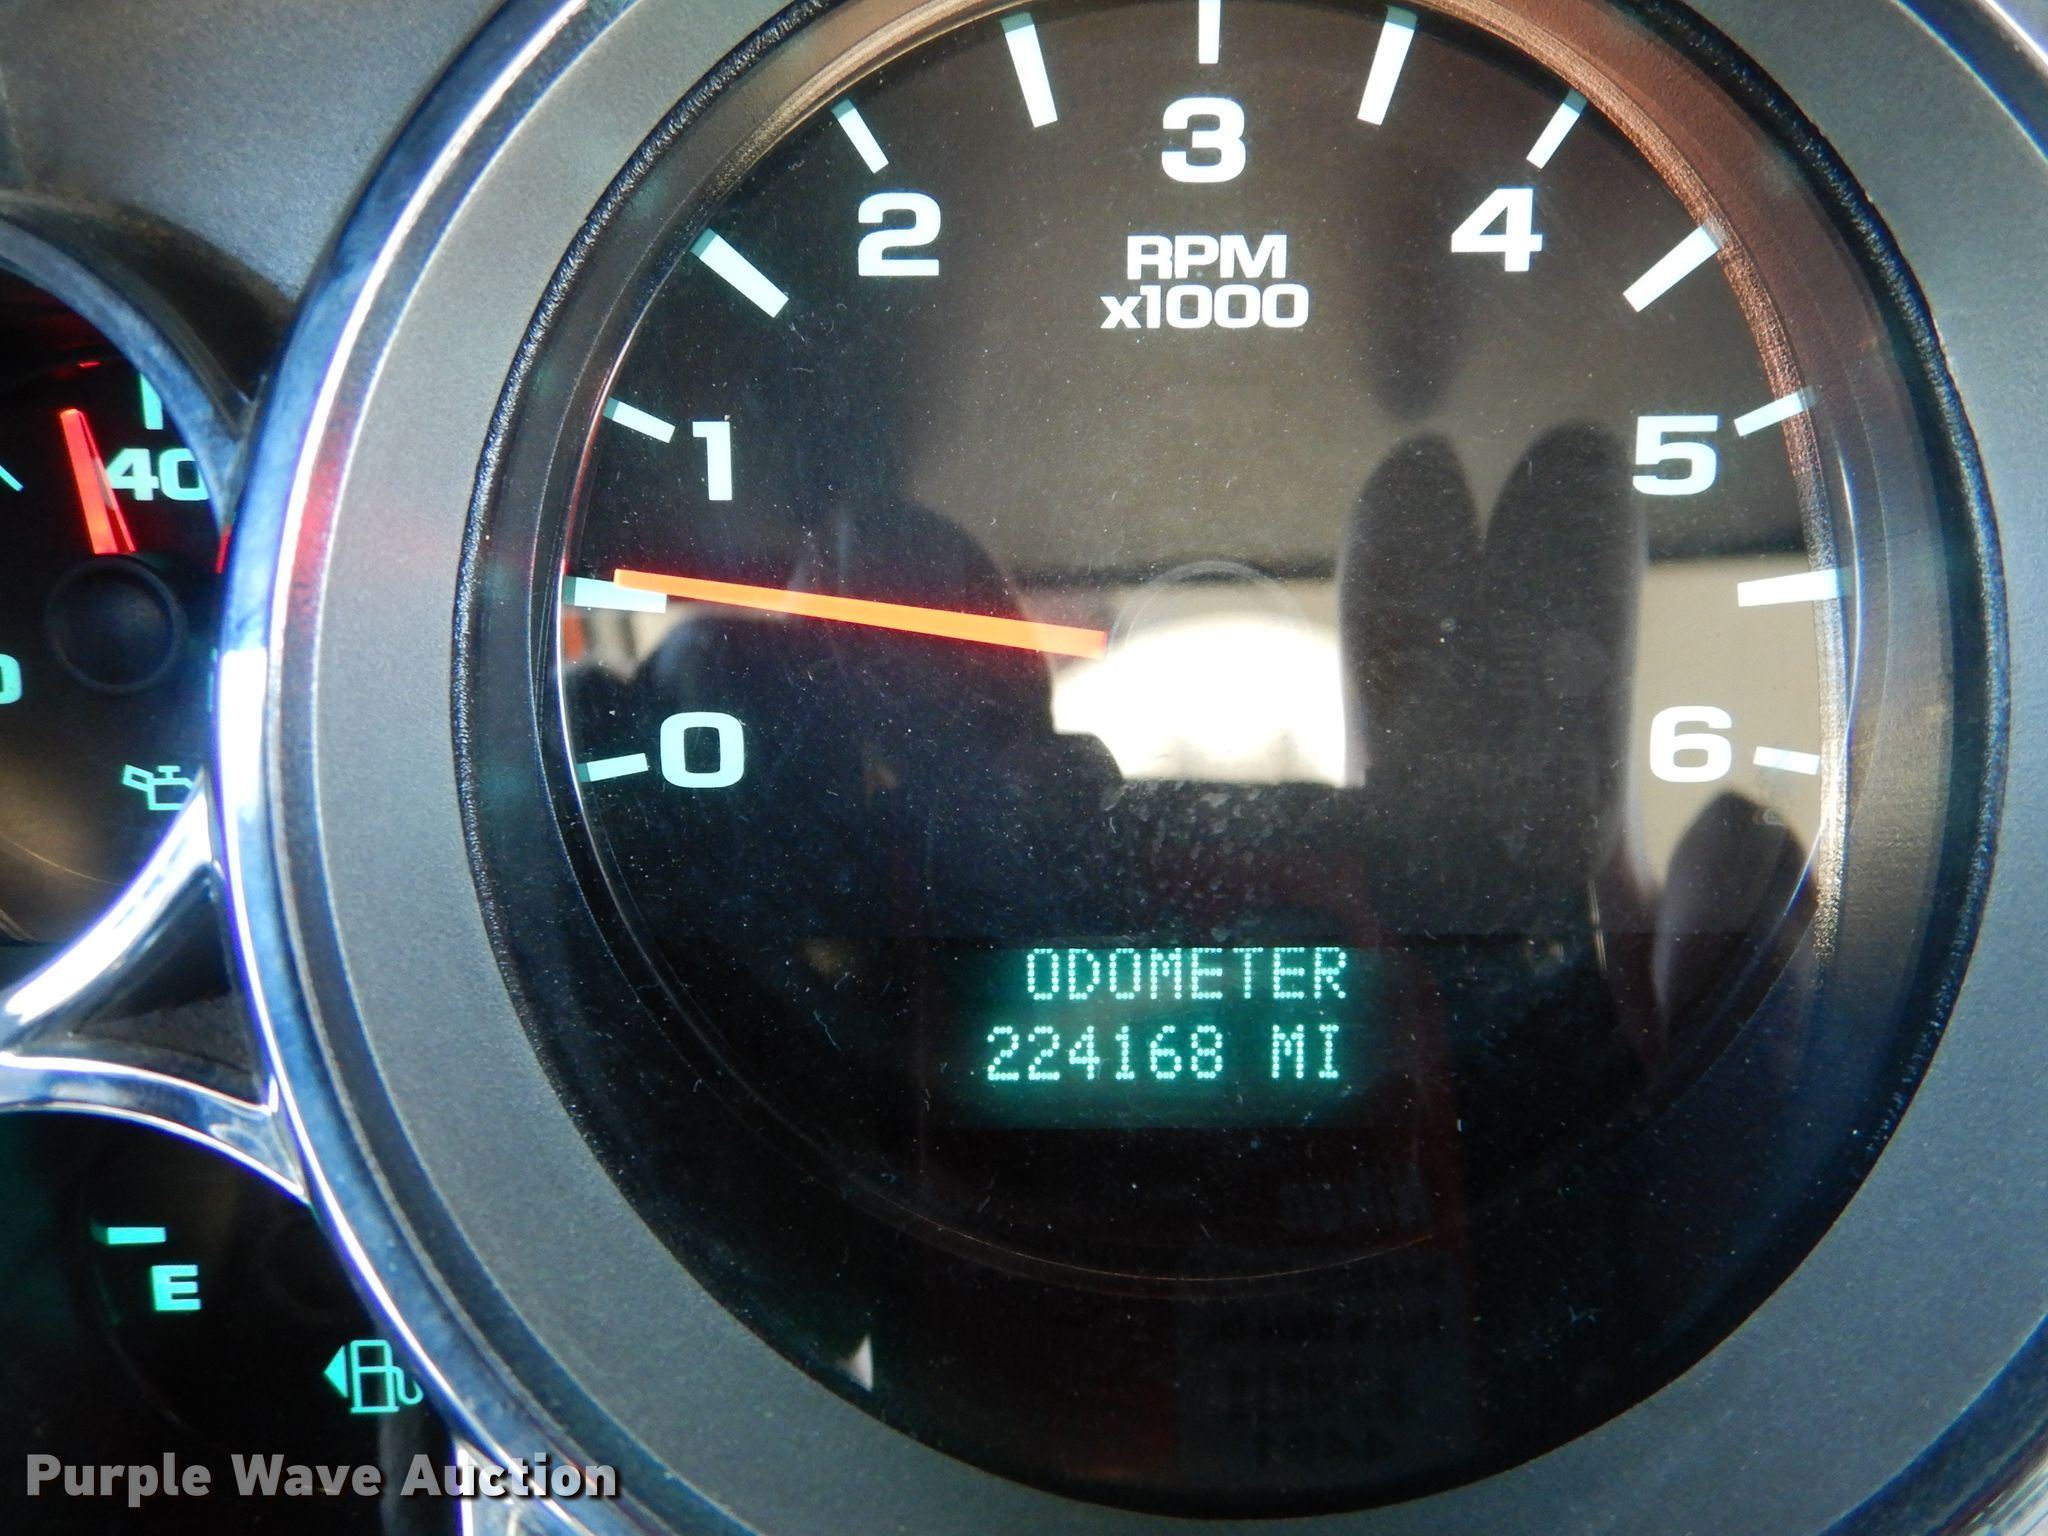 3
2
4
RPM
x1000
1
5
40
0
6
ODOMETER
224168 MI
E
Purple Wave Auction